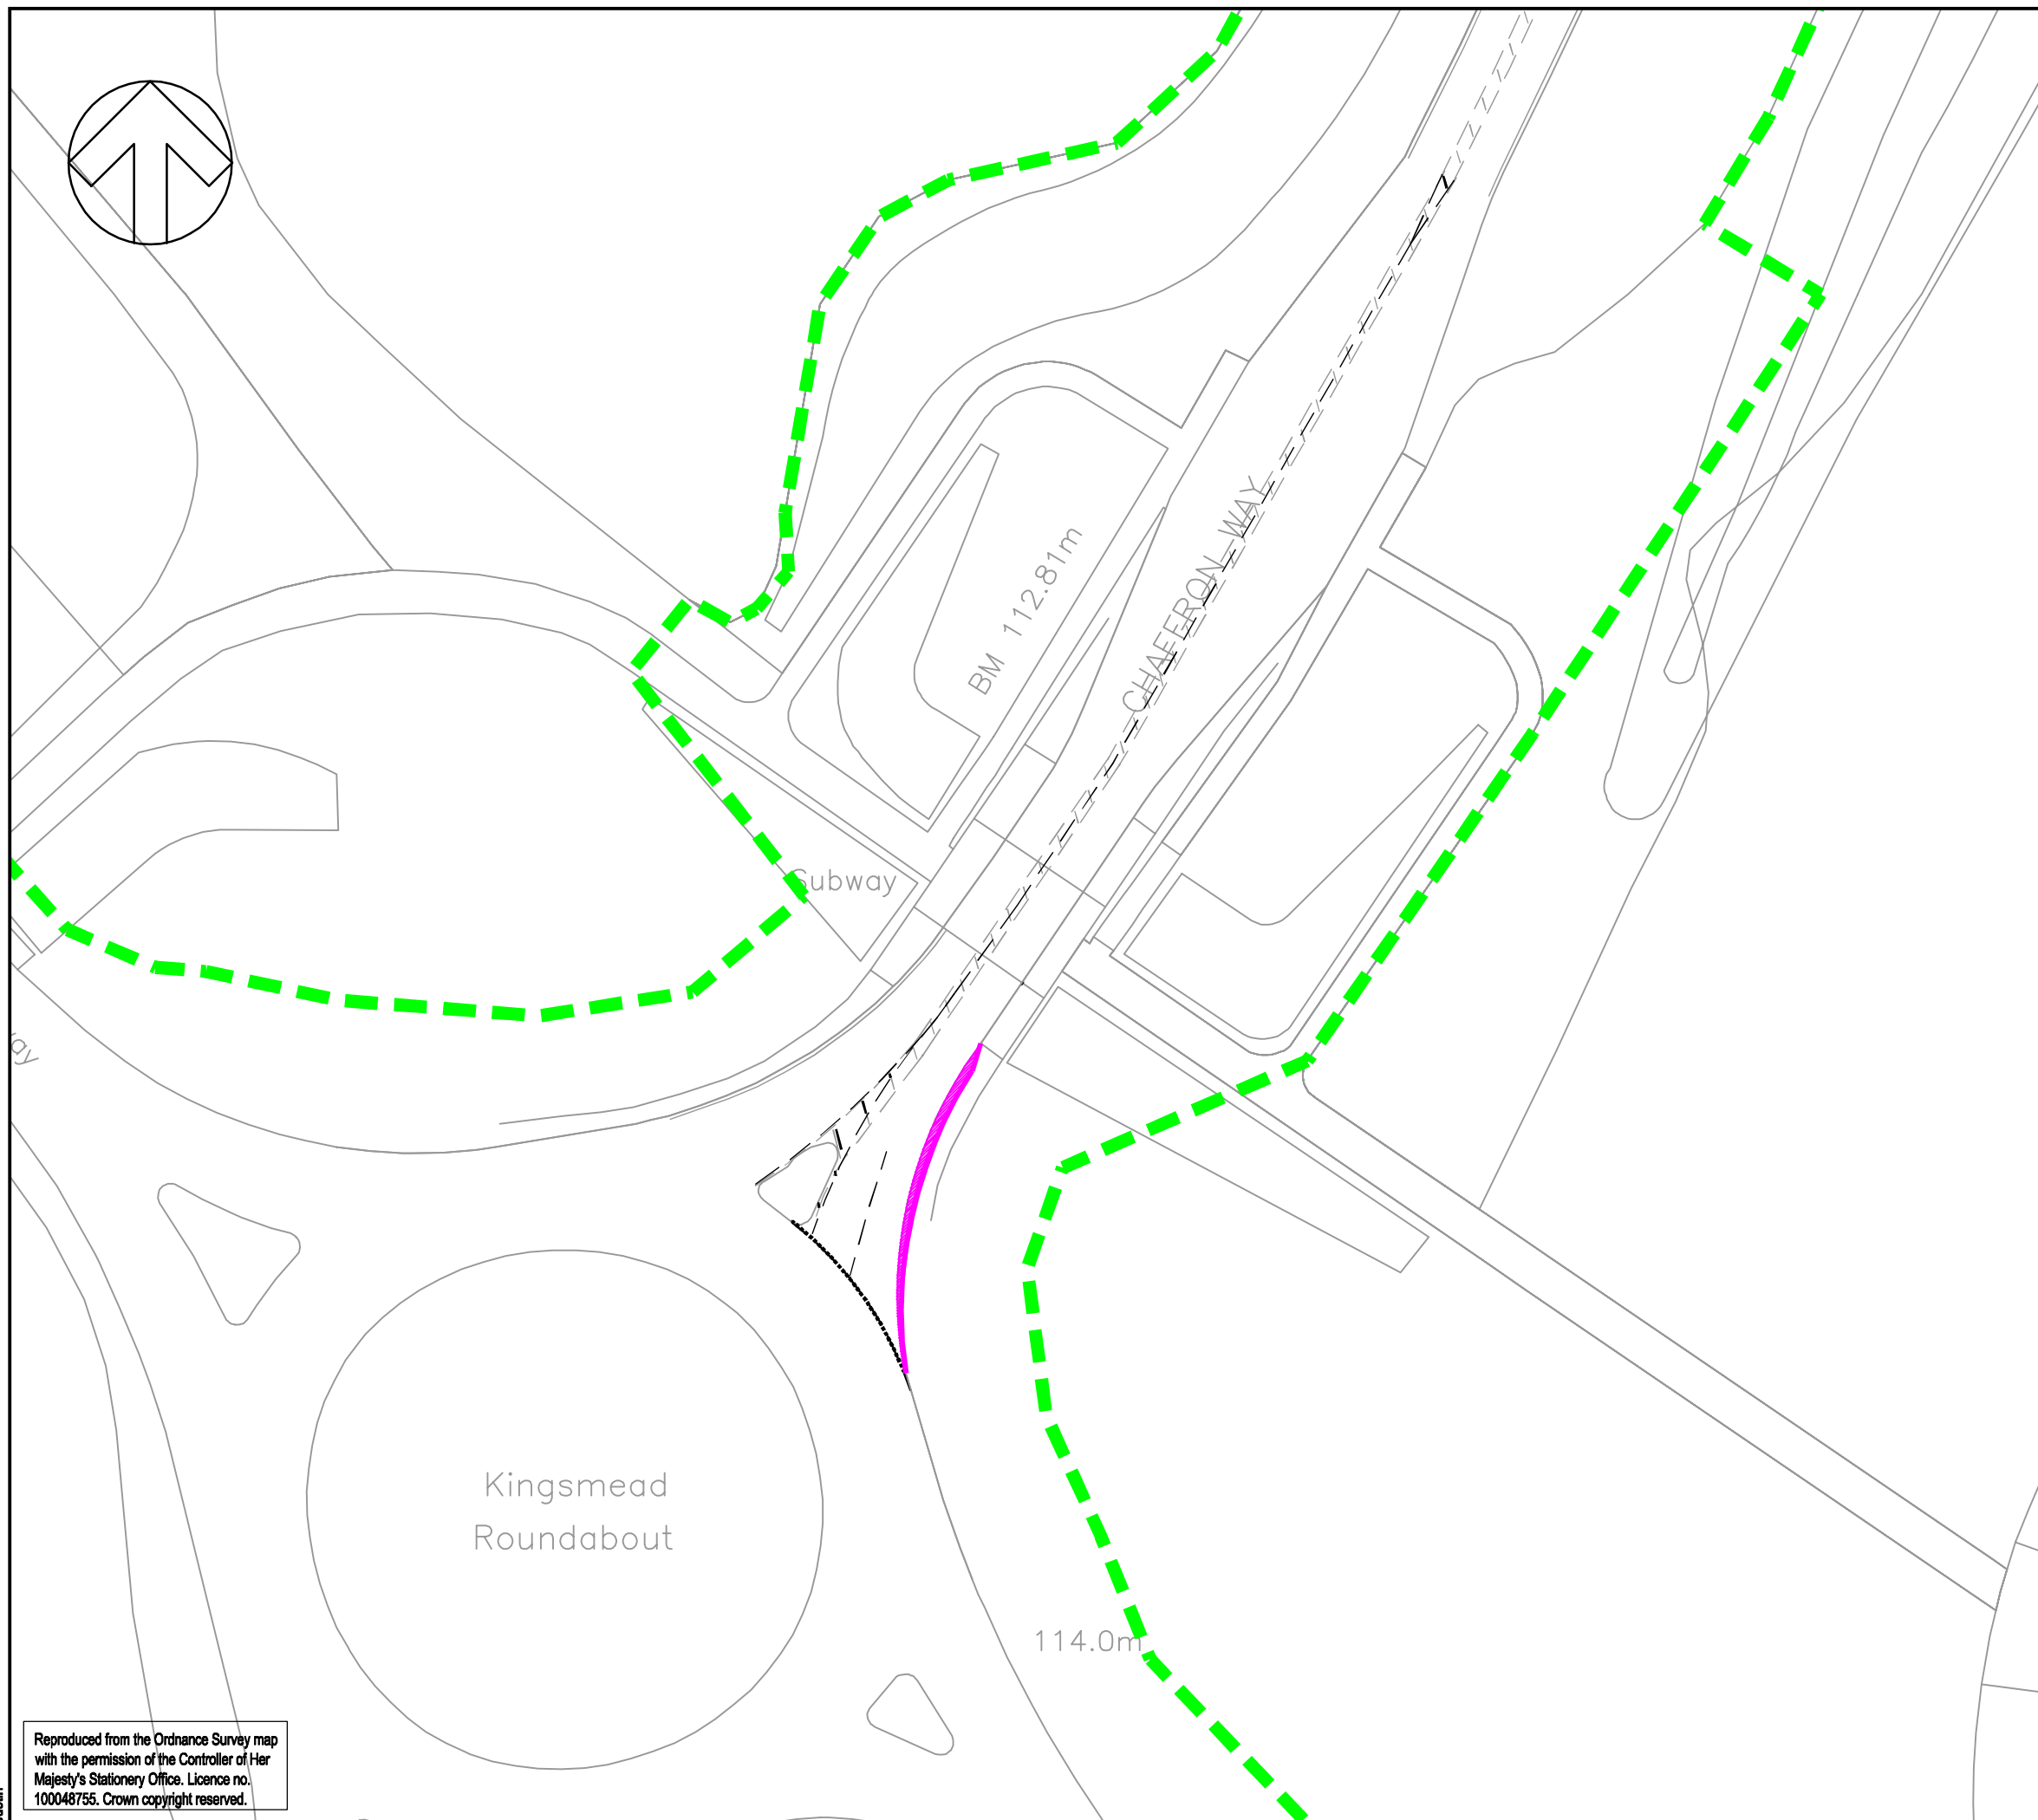 BM 112.81m
CHAFFRON WAY
Subway
Kingsmead
Roundabout
114.0m
Reproduced from the Ordnance Survey map
with the permission of the Controller of Her
Majesty's Stationery Office. Licence no.
100048755. Crown copyright reserved.